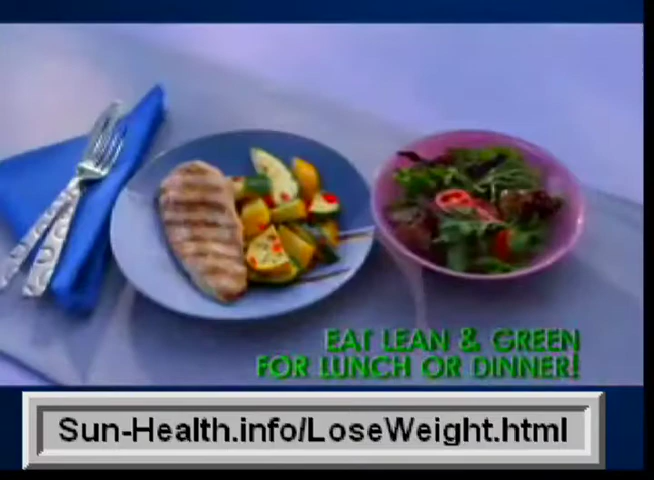 EAT LEAN & GREEN
FOR LUNCH OR DINNER!
Sun-Health.info/LoseWeight.html